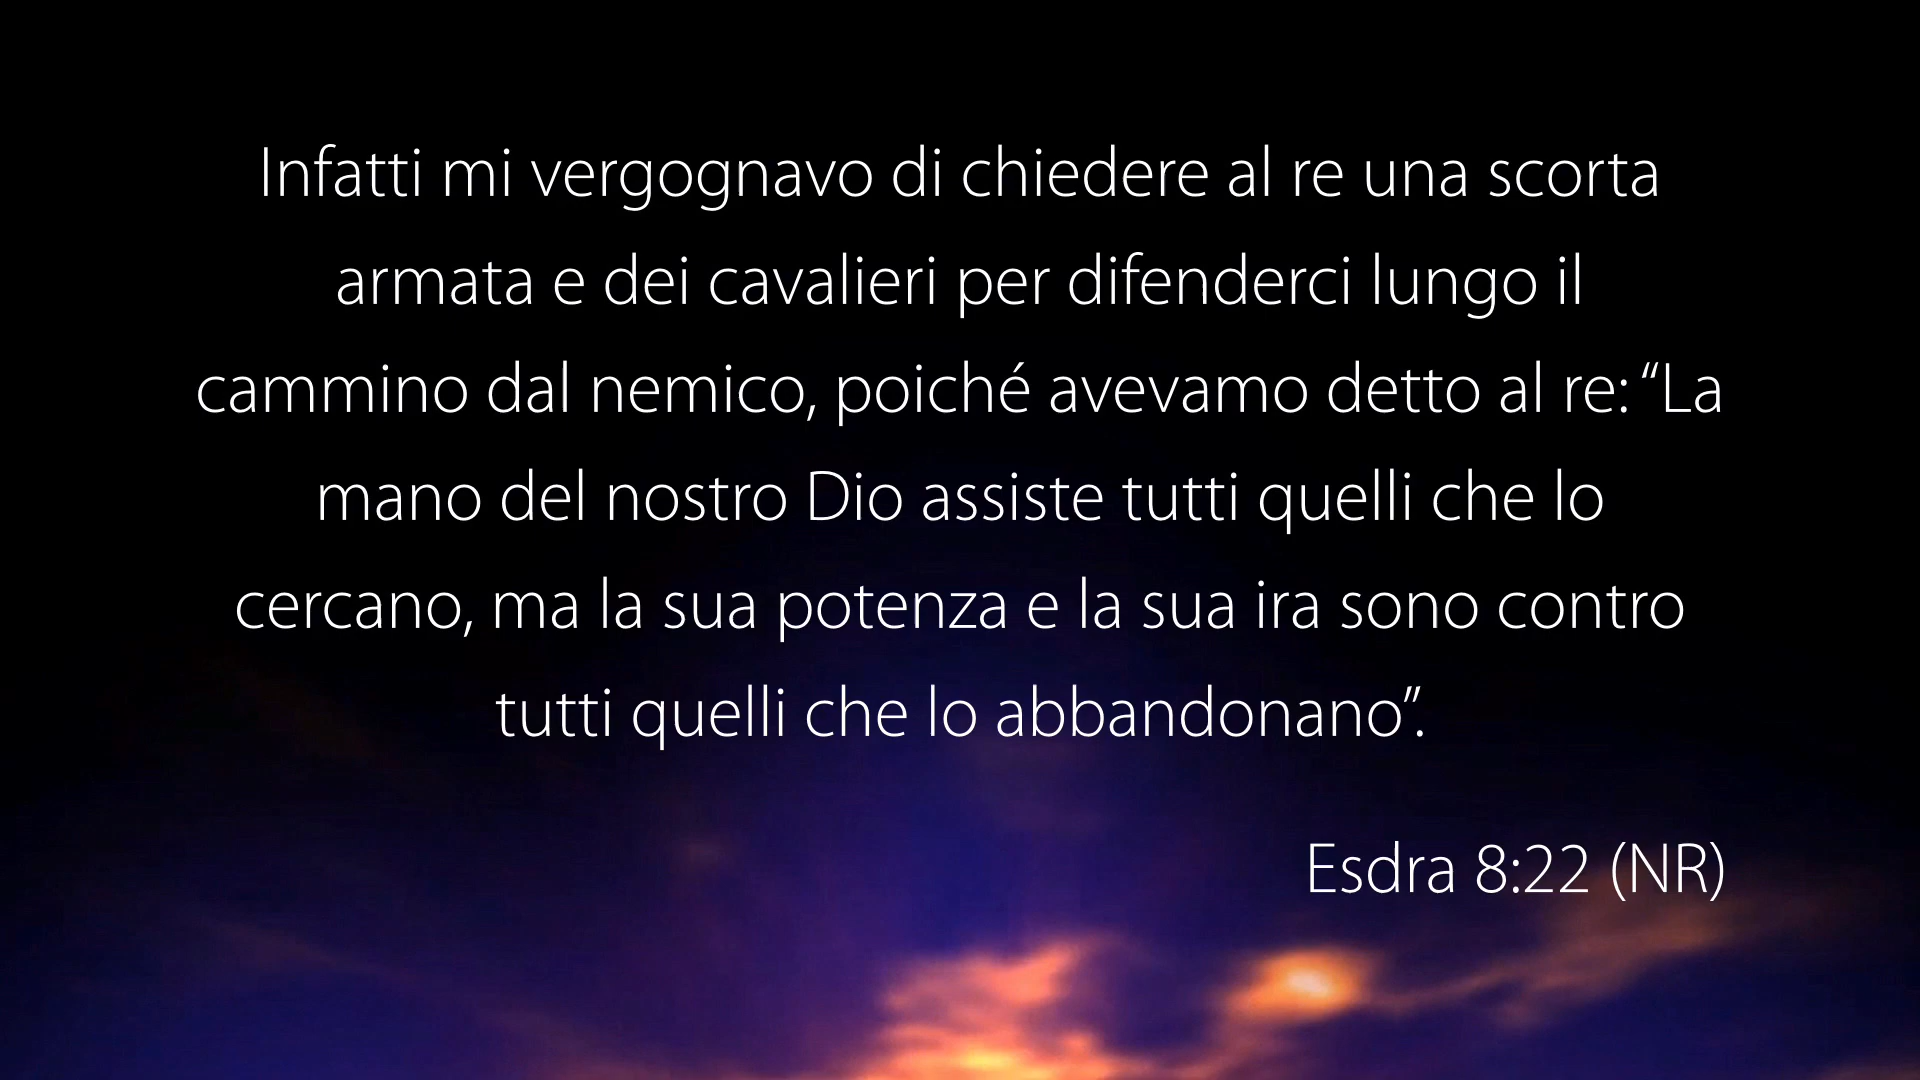 Infatti mi vergognavo di chiedere al re una scorta
armata e dei cavalieri per difenderci lungo il
cammino dal nemico, poiché avevamo detto al re: “La
mano del nostro Dio assiste tutti quelli che lo
cercano, ma la sua potenza e la sua ira sono contro
tutti quelli che lo abbandonano”.
Esdra 8:22 (NR)